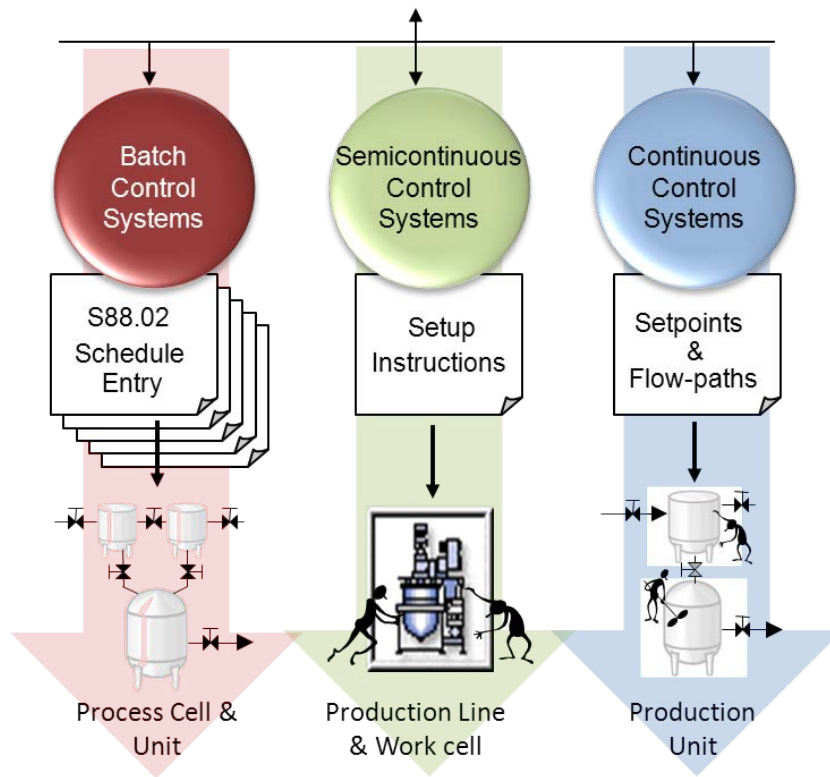 Batch
Control
Systems
Semicontinuous
Control
Systems
Continuous
Control
Systems
S88.02
Schedule
Entry
Setup
Instructions
Setpoints
&
Flow-paths
Process Cell &
Unit
Production Line
& Work cell
Production
Unit